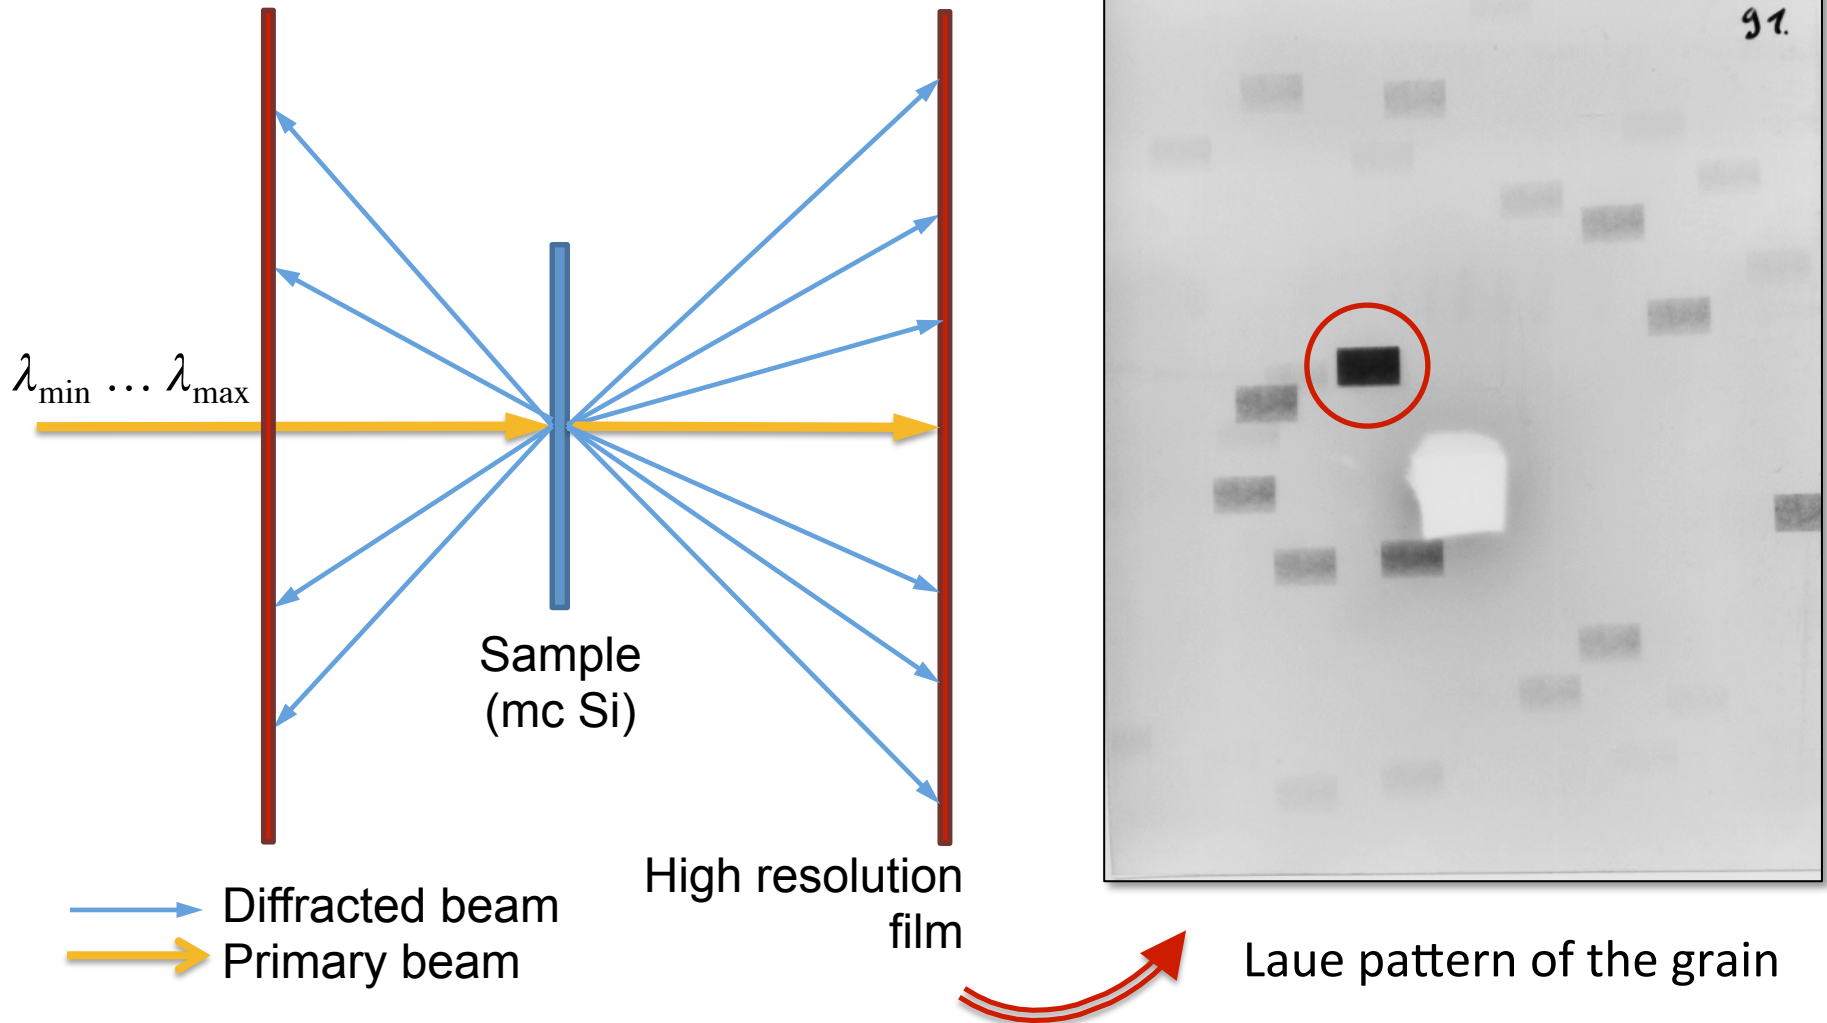 λmin … λmax
Sample
(mc Si)
High resolution
film
Diffracted beam
Primary beam
91.
Laue pattern of the grain